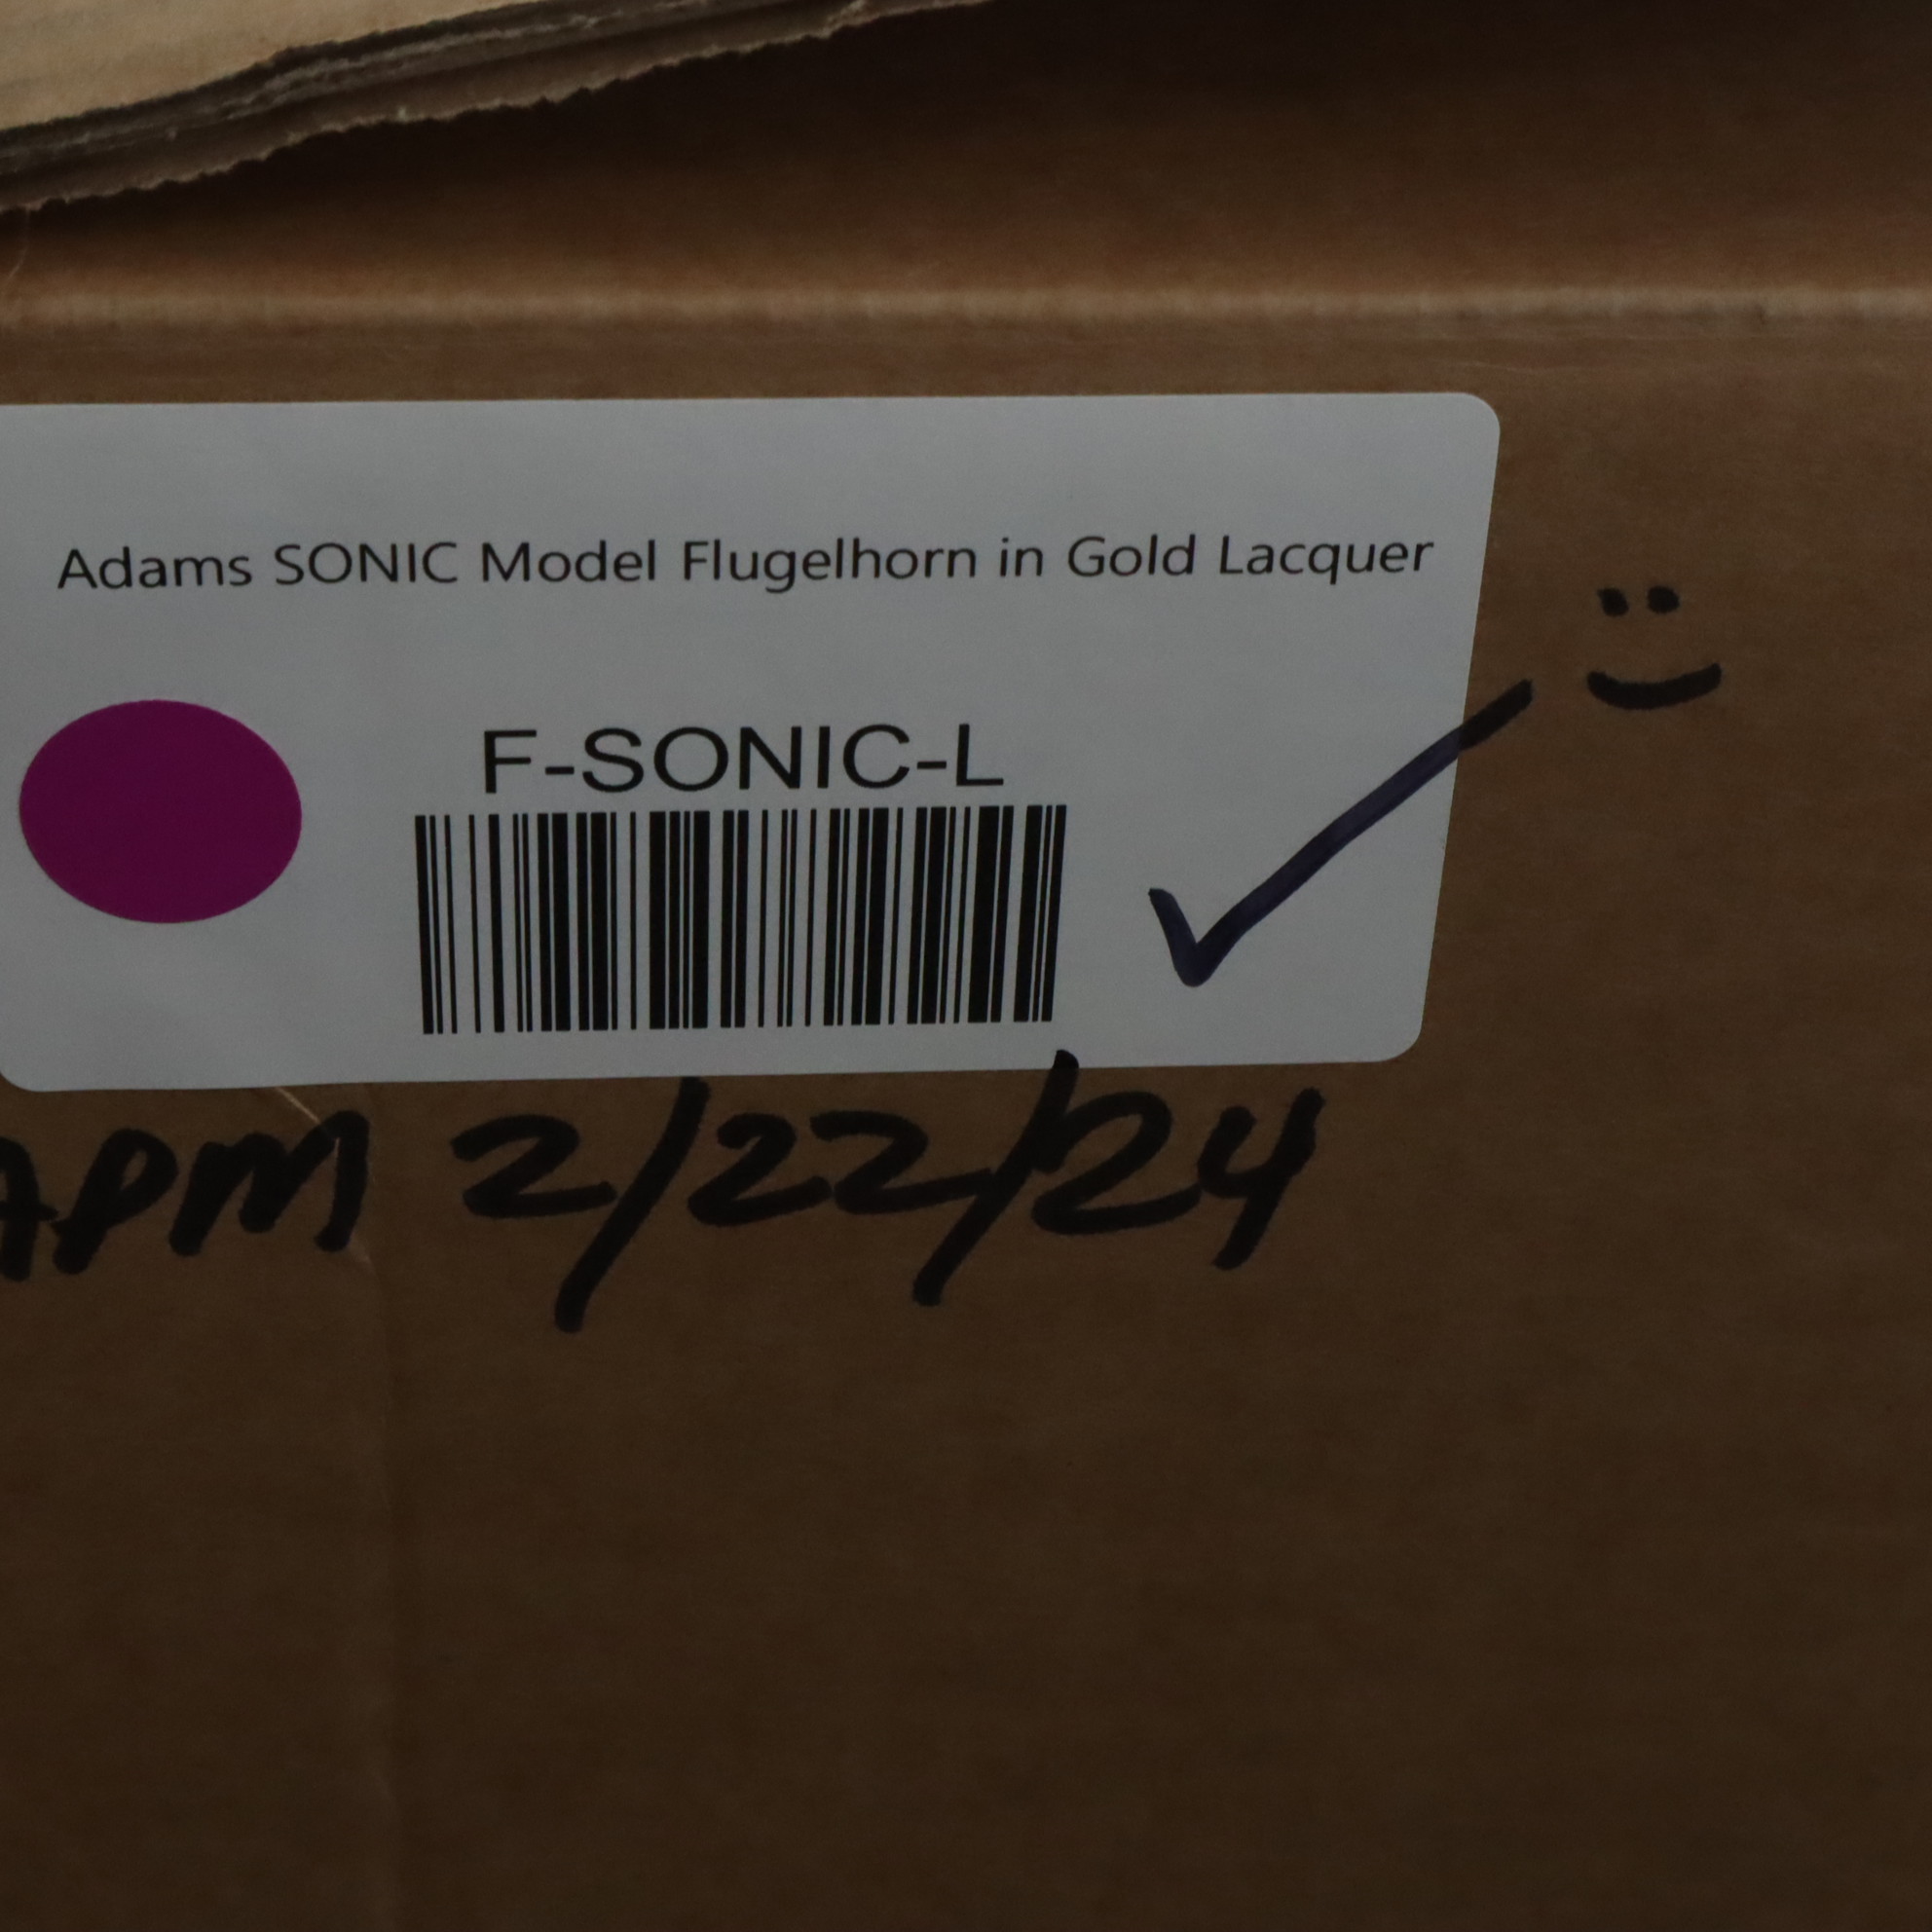 Adams SONIC Model Flugelhorn in Gold Lacquer
F-SONIC-L
APM 2/22/24